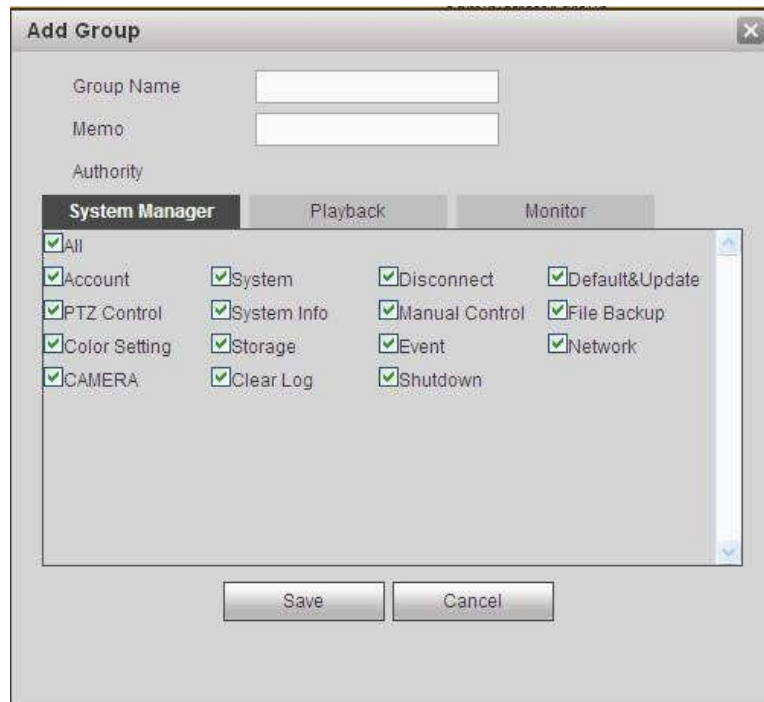 Add Group
Group Name
Memo
Authority
System Manager Playback Monitor
All
Account System Disconnect Default&Update
PTZ Control System Info Manual Control File Backup
Color Setting Storage Event Network
CAMERA Clear Log Shutdown
Save Cancel